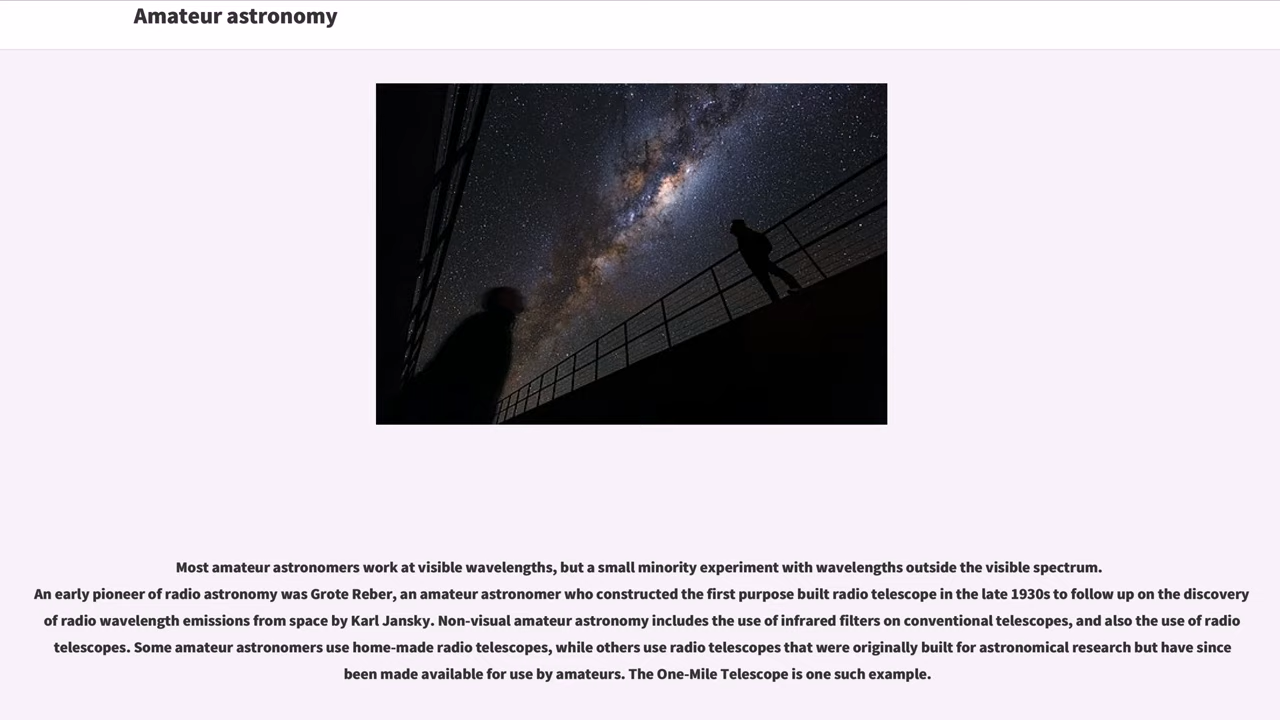 Amateur astronomy
Most amateur astronomers work at visible wavelengths, but a small minority experiment with wavelengths outside the visible spectrum.
An early pioneer of radio astronomy was Grote Reber, an amateur astronomer who constructed the first purpose built radio telescope in the late 1930s to follow up on the discovery
of radio wavelength emissions from space by Karl Jansky. Non-visual amateur astronomy includes the use of infrared filters on conventional telescopes, and also the use of radio
telescopes. Some amateur astronomers use home-made radio telescopes, while others use radio telescopes that were originally built for astronomical research but have since
been made available for use by amateurs. The One-Mile Telescope is one such example.